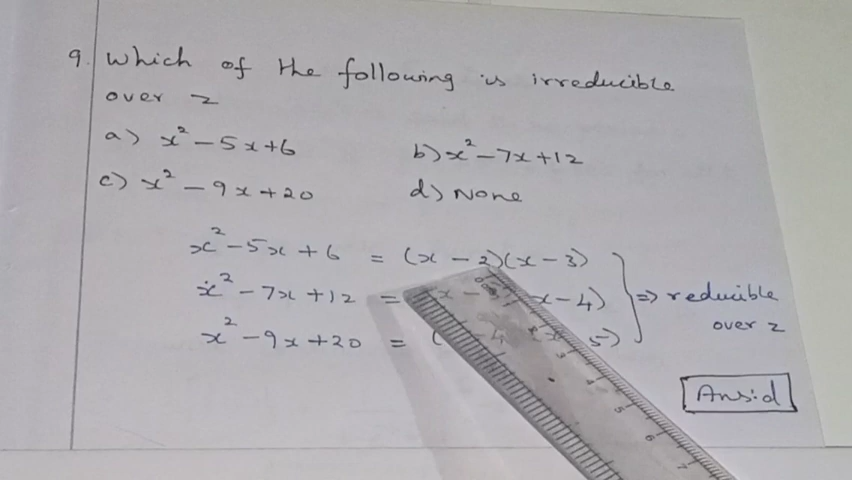 9. Which of the following is irreducible
over z
a) x² - 5x + 6 b) x² - 7x + 12
c) x² - 9x + 20 d) None
x² - 5x + 6 = (x - 2)(x - 3)
x² - 7x + 12 = x - x - 4) ⇒ reducible
over z
x² - 9x + 20 = ( - 4 5)
Ans: d